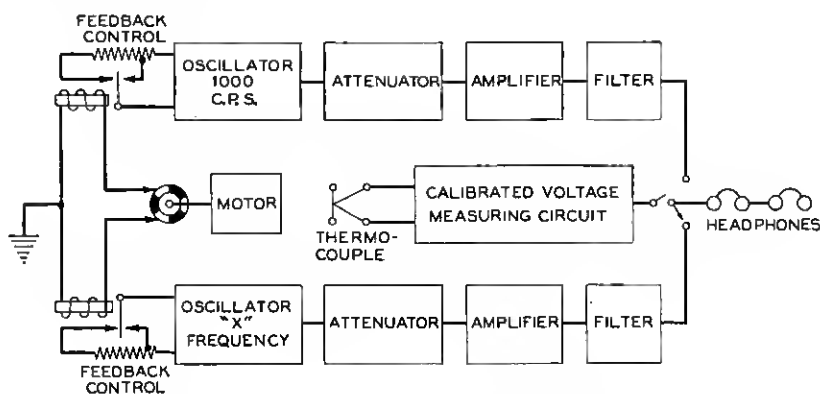 FEEDBACK
CONTROL
OSCILLATOR
1000
C.P.S.
ATTENUATOR
AMPLIFIER
FILTER
MOTOR
THERMO-
COUPLE
CALIBRATED VOLTAGE
MEASURING CIRCUIT
HEADPHONES
OSCILLATOR
"X"
FREQUENCY
ATTENUATOR
AMPLIFIER
FILTER
FEEDBACK
CONTROL